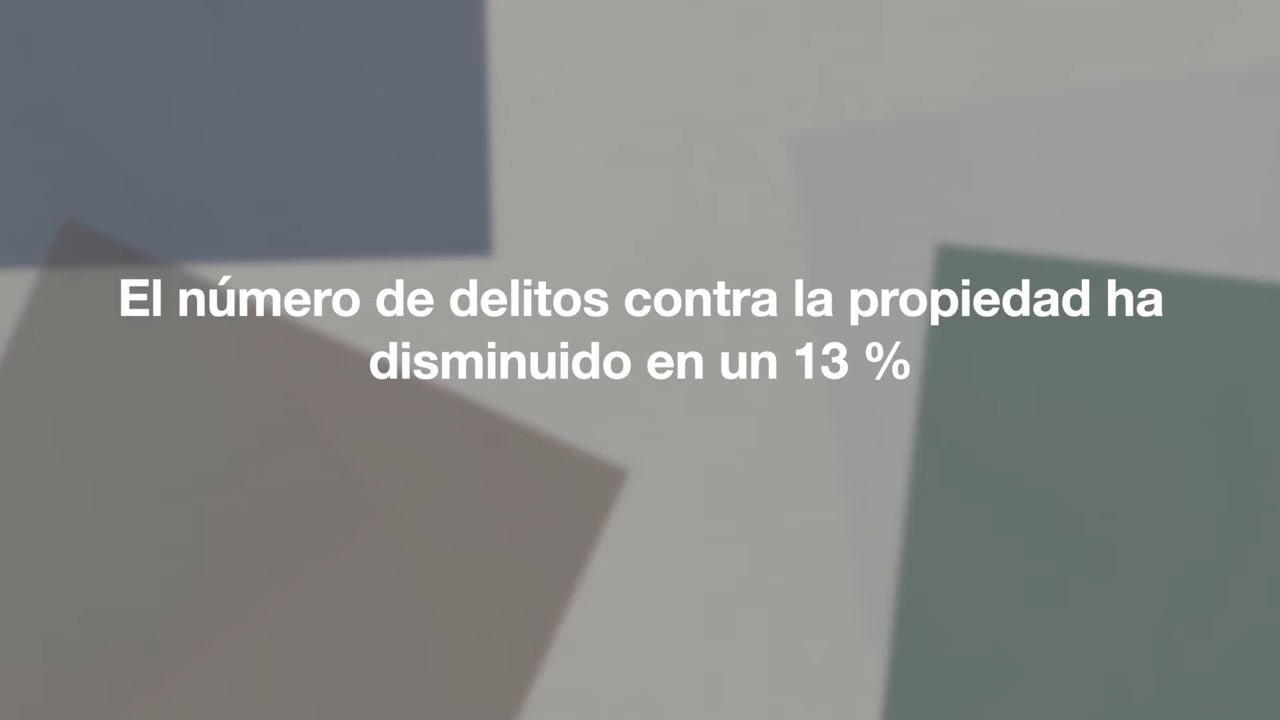 El número de delitos contra la propiedad ha
disminuido en un 13 %